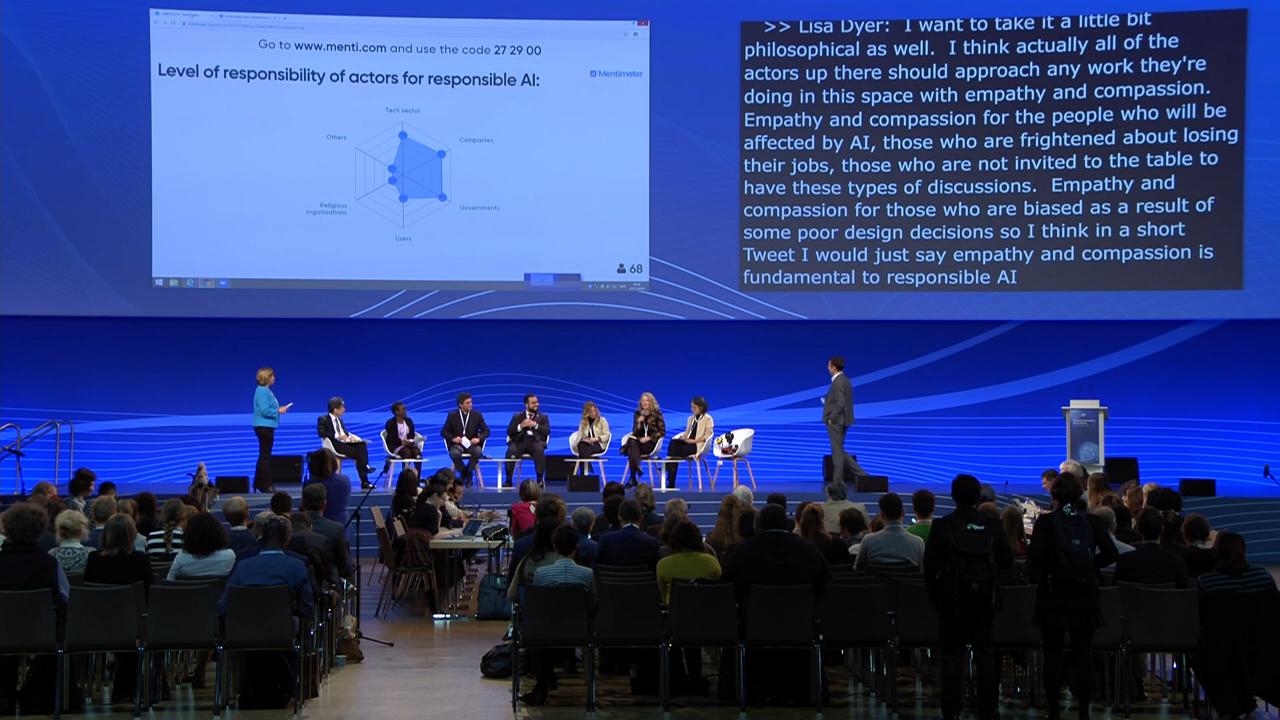 Go to www.menti.com and use the code 27 29 00
Level of responsibility of actors for responsible AI:
Mentimeter
Tech sector
Others
Companies
Religious
organisations
Governments
Users
68
>> Lisa Dyer: I want to take it a little bit
philosophical as well. I think actually all of the
actors up there should approach any work they're
doing in this space with empathy and compassion.
Empathy and compassion for the people who will be
affected by AI, those who are frightened about losing
their jobs, those who are not invited to the table to
have these types of discussions. Empathy and
compassion for those who are biased as a result of
some poor design decisions so I think in a short
Tweet I would just say empathy and compassion is
fundamental to responsible AI